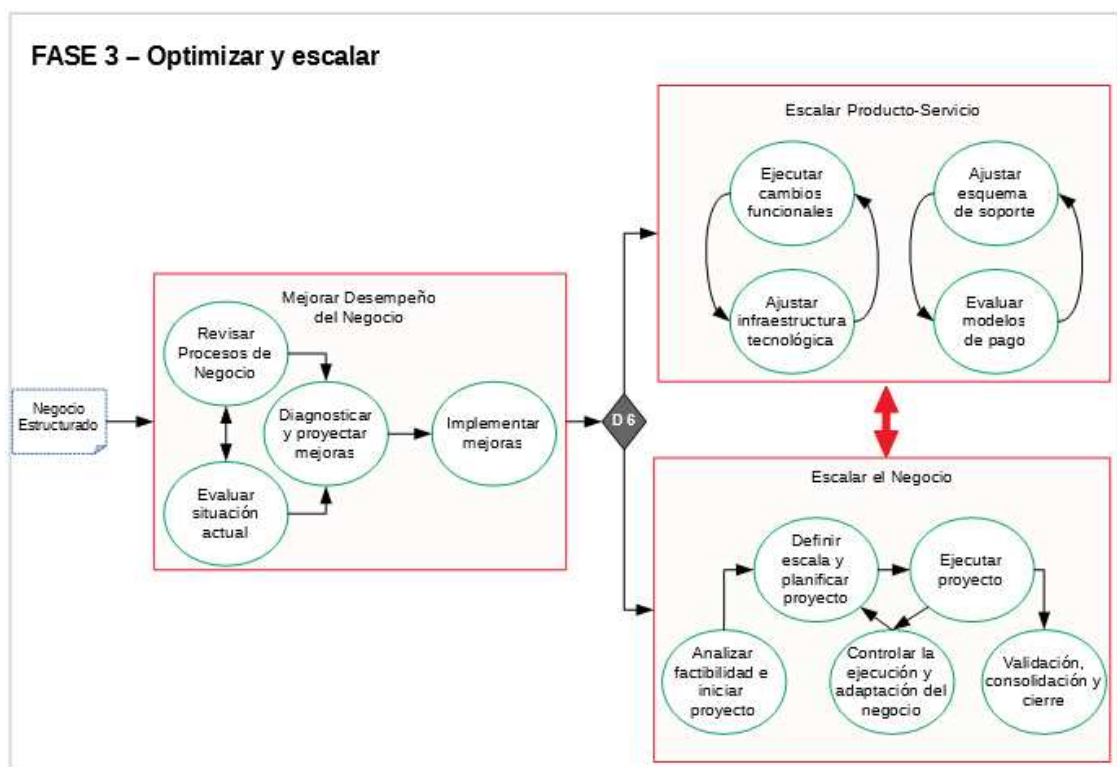 FASE 3 – Optimizar y escalar
Negocio
Estructurado
Mejorar Desempeño
del Negocio
Revisar
Procesos de
Negocio
Evaluar
situación
actual
Diagnosticar
y proyectar
mejoras
Implementar
mejoras
D 6
Escalar Producto-Servicio
Ejecutar
cambios
funcionales
Ajustar
infraestructura
tecnológica
Ajustar
esquema
de soporte
Evaluar
modelos
de pago
Escalar el Negocio
Analizar
factibilidad e
iniciar
proyecto
Definir
escala y
planificar
proyecto
Ejecutar
proyecto
Controlar la
ejecución y
adaptación del
negocio
Validación,
consolidación y
cierre